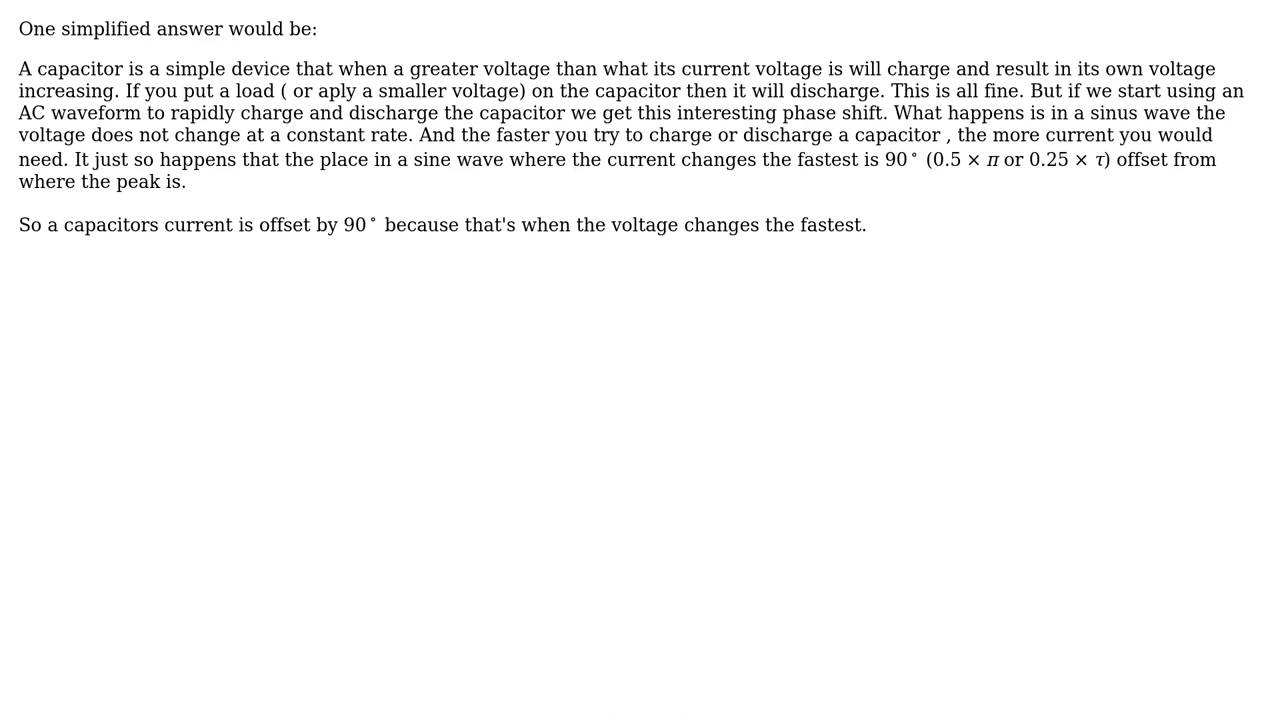 One simplified answer would be:
A capacitor is a simple device that when a greater voltage than what its current voltage is will charge and result in its own voltage
increasing. If you put a load ( or aply a smaller voltage) on the capacitor then it will discharge. This is all fine. But if we start using an
AC waveform to rapidly charge and discharge the capacitor we get this interesting phase shift. What happens is in a sinus wave the
voltage does not change at a constant rate. And the faster you try to charge or discharge a capacitor , the more current you would
need. It just so happens that the place in a sine wave where the current changes the fastest is 90∘ (0.5 × π or 0.25 × τ) offset from
where the peak is.
So a capacitors current is offset by 90∘ because that's when the voltage changes the fastest.